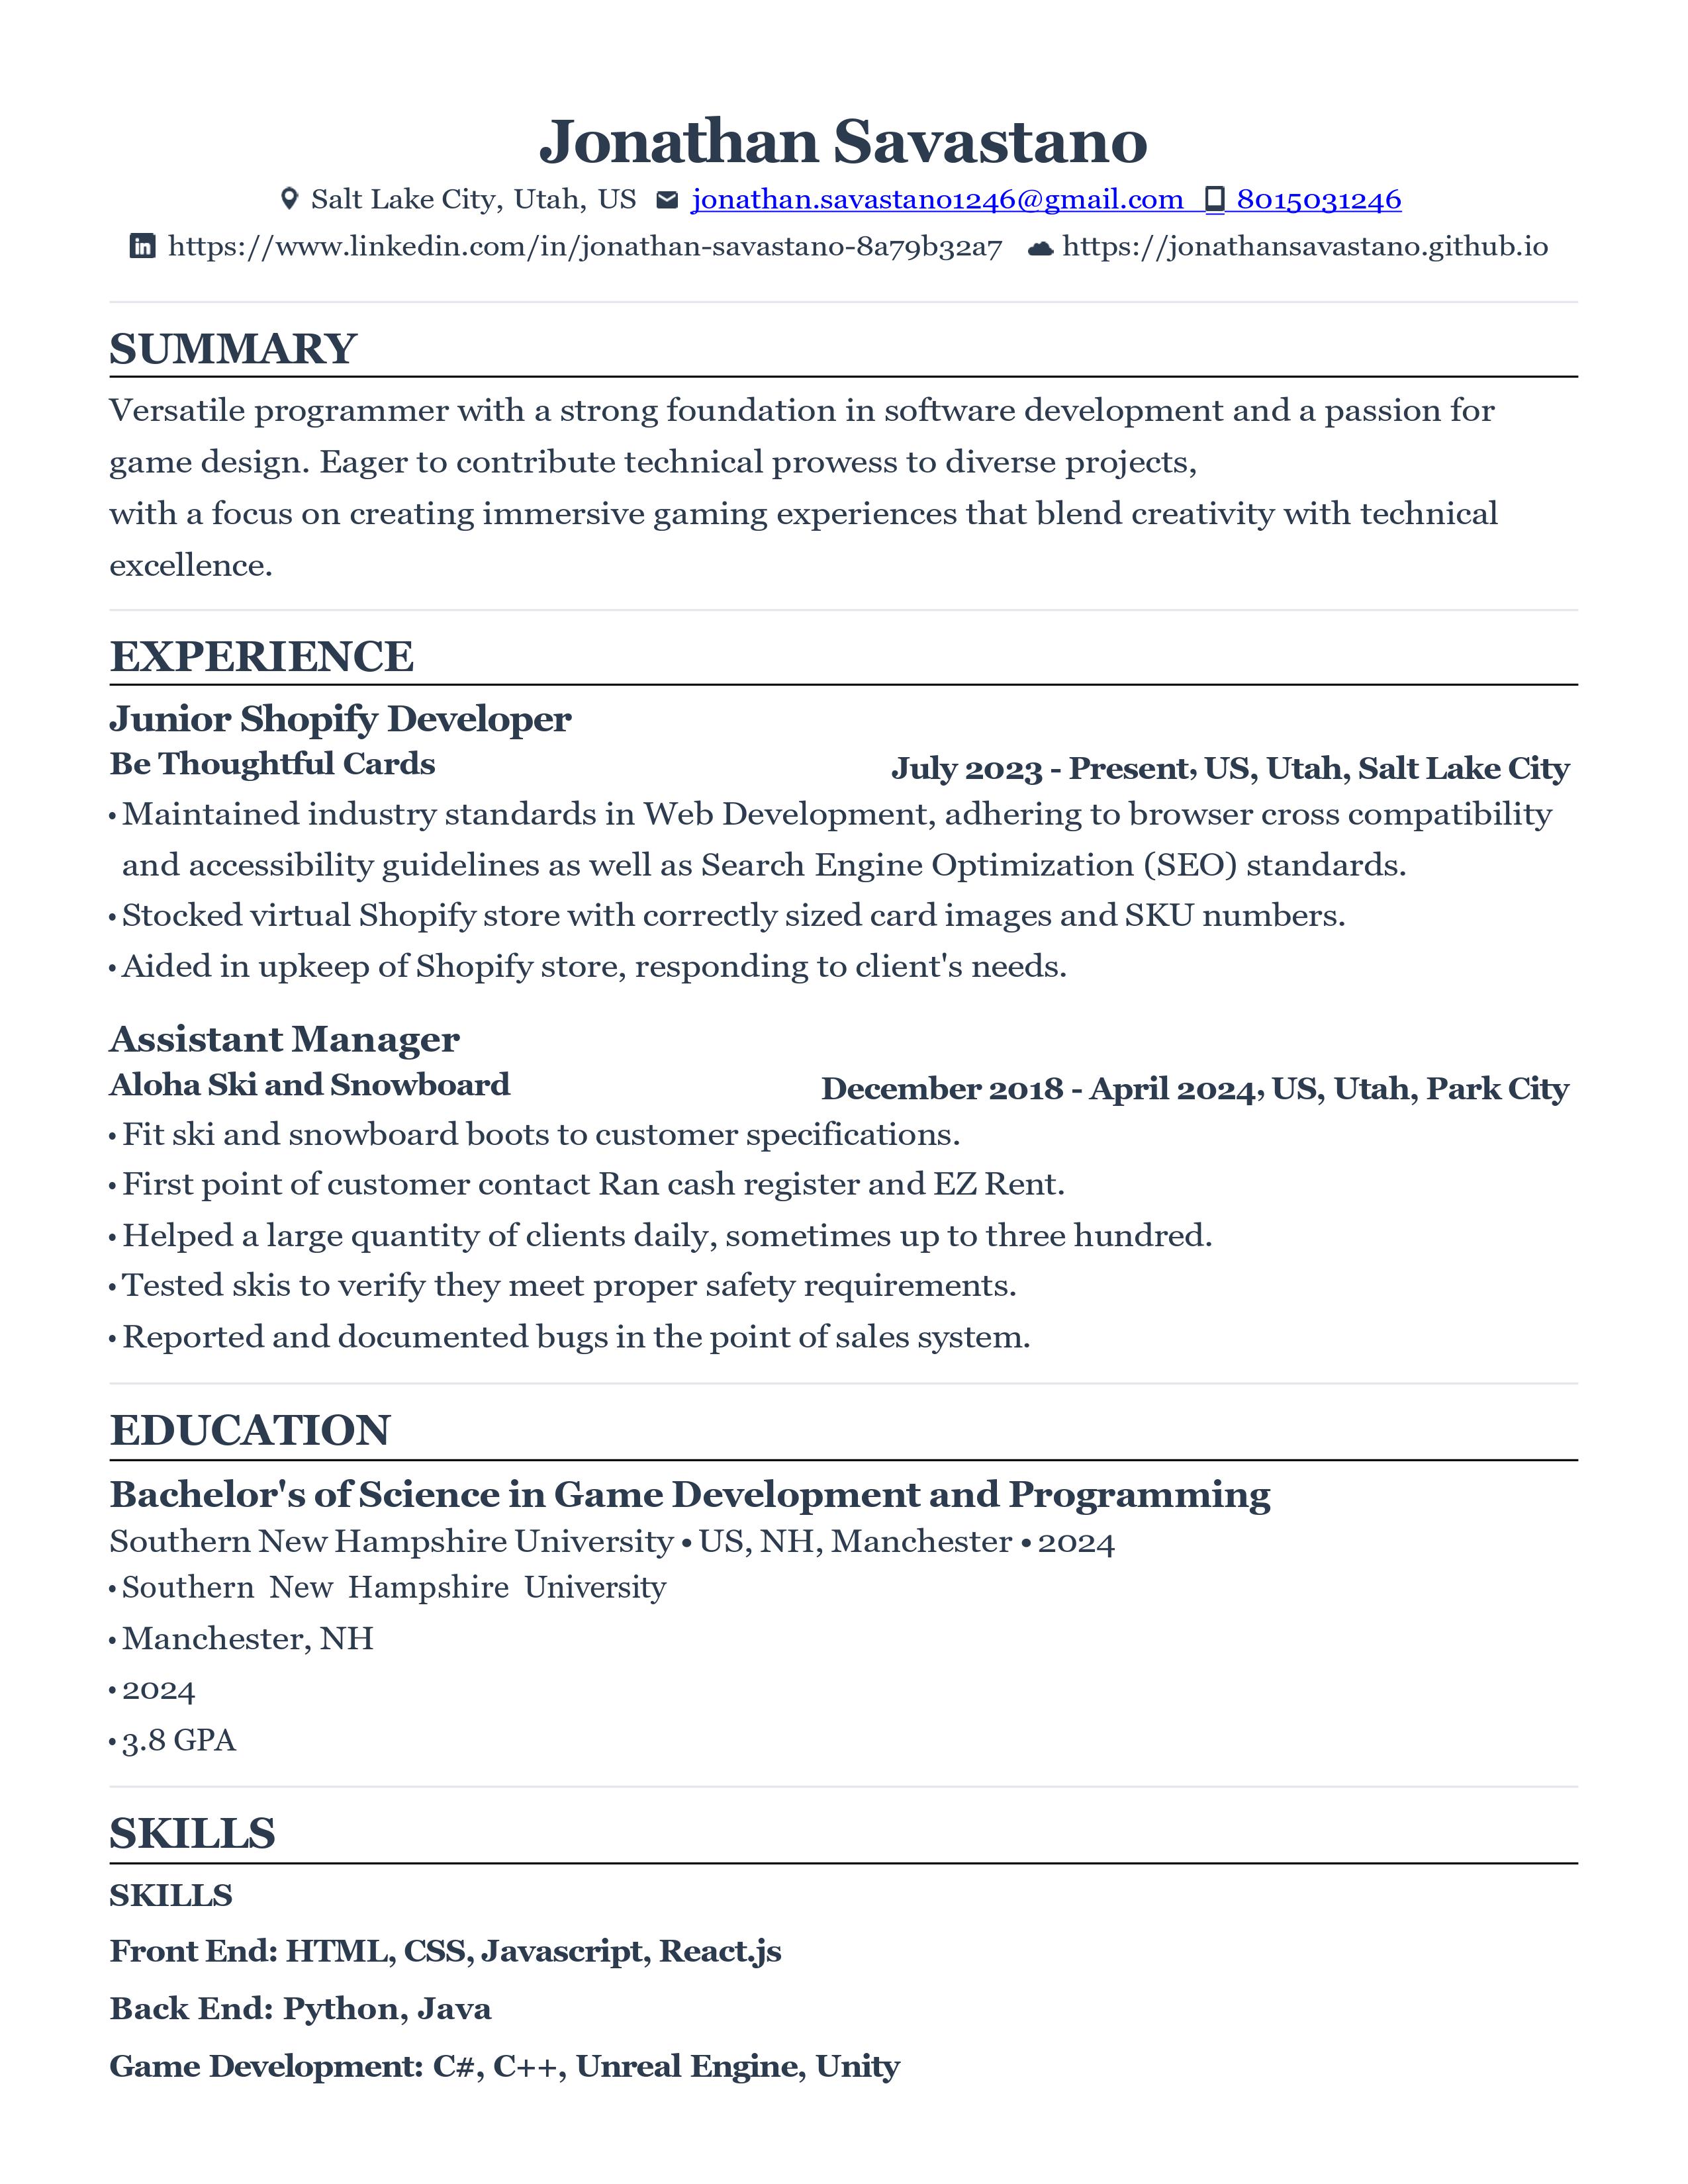 Jonathan Savastano
Salt Lake City, Utah, US jonathan.savastano1246@gmail.com 8015031246
https://www.linkedin.com/in/jonathan-savastano-8a79b32a7 https://jonathansavastano.github.io
SUMMARY
Versatile programmer with a strong foundation in software development and a passion for
game design. Eager to contribute technical prowess to diverse projects,
with a focus on creating immersive gaming experiences that blend creativity with technical
excellence.
EXPERIENCE
Junior Shopify Developer
Be Thoughtful Cards July 2023 - Present, US, Utah, Salt Lake City
• Maintained industry standards in Web Development, adhering to browser cross compatibility
and accessibility guidelines as well as Search Engine Optimization (SEO) standards.
• Stocked virtual Shopify store with correctly sized card images and SKU numbers.
• Aided in upkeep of Shopify store, responding to client's needs.
Assistant Manager
Aloha Ski and Snowboard December 2018 - April 2024, US, Utah, Park City
• Fit ski and snowboard boots to customer specifications.
• First point of customer contact Ran cash register and EZ Rent.
• Helped a large quantity of clients daily, sometimes up to three hundred.
• Tested skis to verify they meet proper safety requirements.
• Reported and documented bugs in the point of sales system.
EDUCATION
Bachelor's of Science in Game Development and Programming
Southern New Hampshire University • US, NH, Manchester • 2024
• Southern New Hampshire University
• Manchester, NH
• 2024
• 3.8 GPA
SKILLS
SKILLS
Front End: HTML, CSS, Javascript, React.js
Back End: Python, Java
Game Development: C#, C++, Unreal Engine, Unity